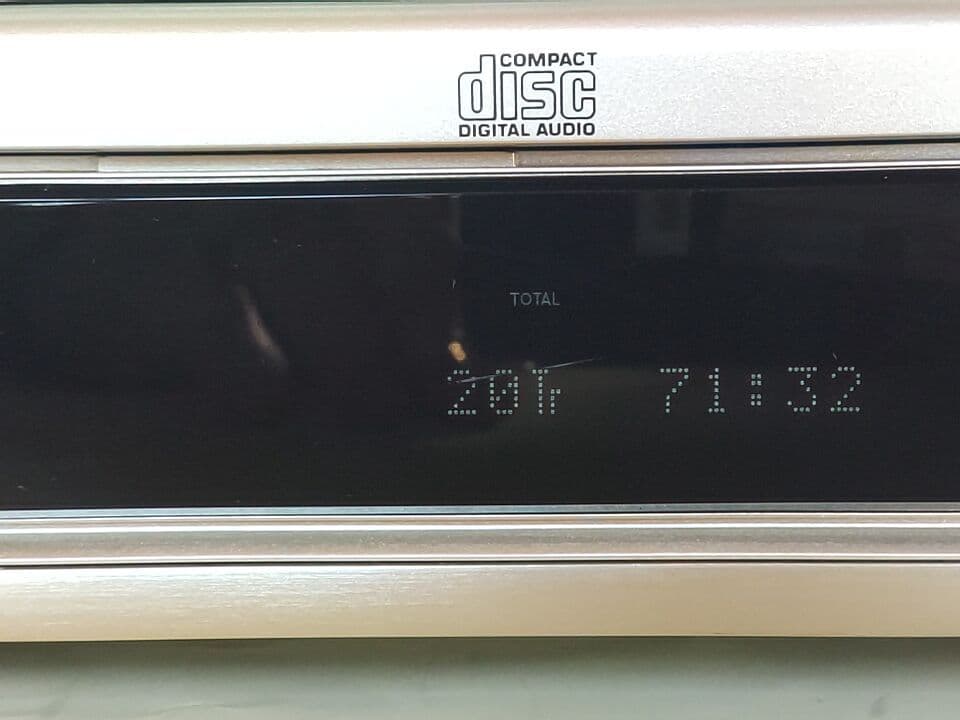 COMPACT
disc
DIGITAL AUDIO
TOTAL
20Tr 71:32